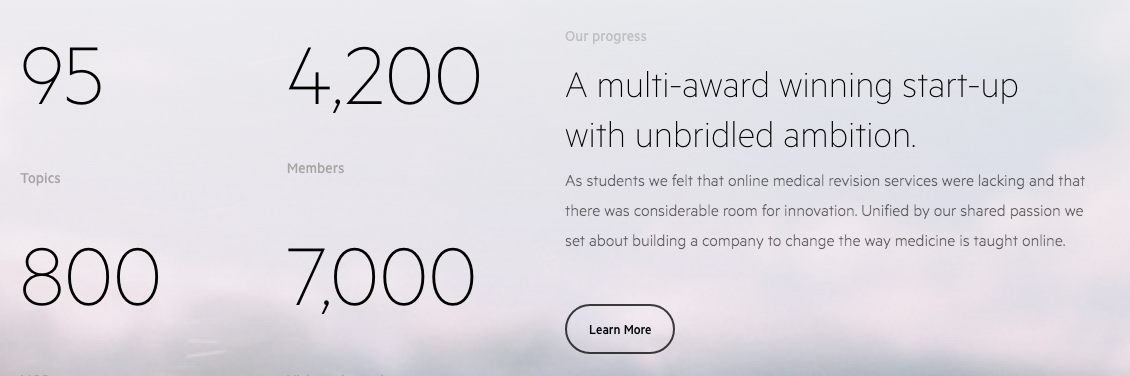 95
4,200
Topics
Members
800
7,000
Our progress
A multi-award winning start-up
with unbridled ambition.
As students we felt that online medical revision services were lacking and that
there was considerable room for innovation. Unified by our shared passion we
set about building a company to change the way medicine is taught online.
Learn More